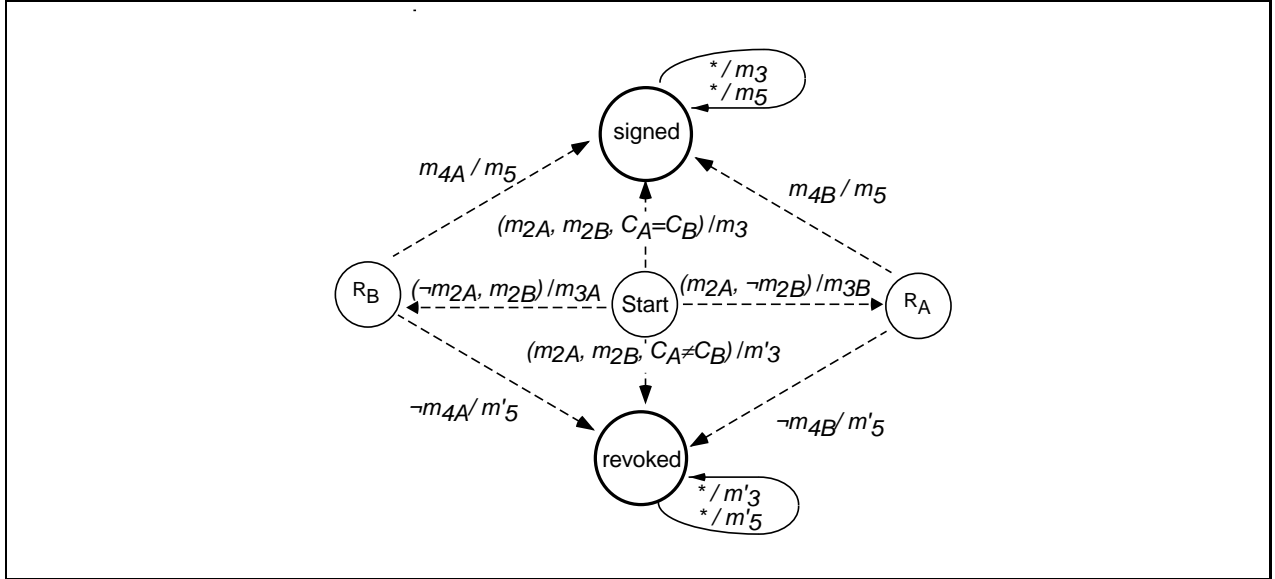 * / m3
* / m5
signed
m4A / m5
m4B / m5
(m2A, m2B, CA=CB) /m3
RB
(¬m2A, m2B) /m3A
Start
(m2A, ¬m2B) /m3B
RA
(m2A, m2B, CA≠CB) /m'3
¬m4A / m'5
¬m4B / m'5
revoked
* / m'3
* / m'5